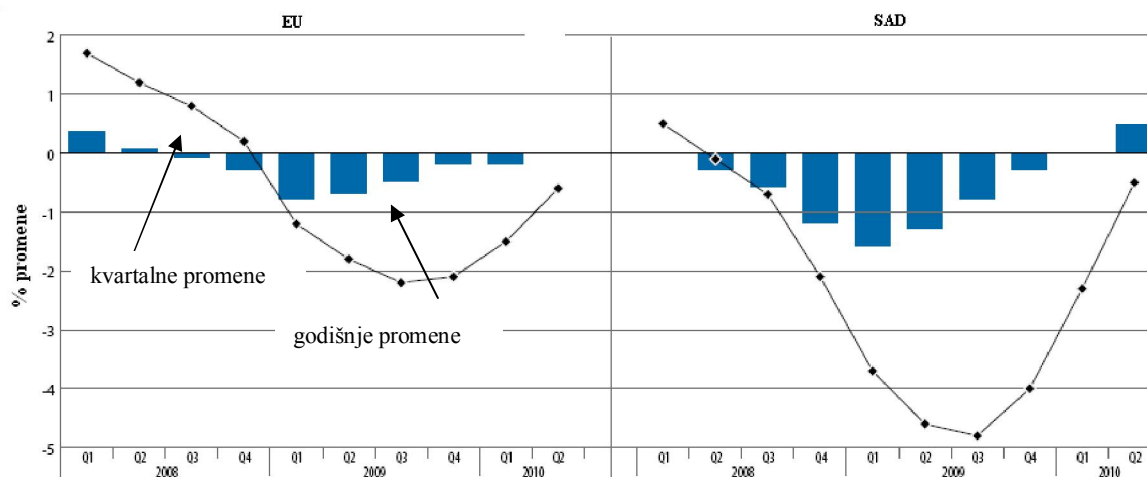 EU
SAD
% promene
2
1
0
-1
-2
-3
-4
-5
kvartalne promene
godišnje promene
Q1 Q2 Q3 Q4 Q1 Q2 Q3 Q4 Q1 Q2
2008 2009 2010
Q1 Q2 Q3 Q4 Q1 Q2 Q3 Q4 Q1 Q2
2008 2009 2010